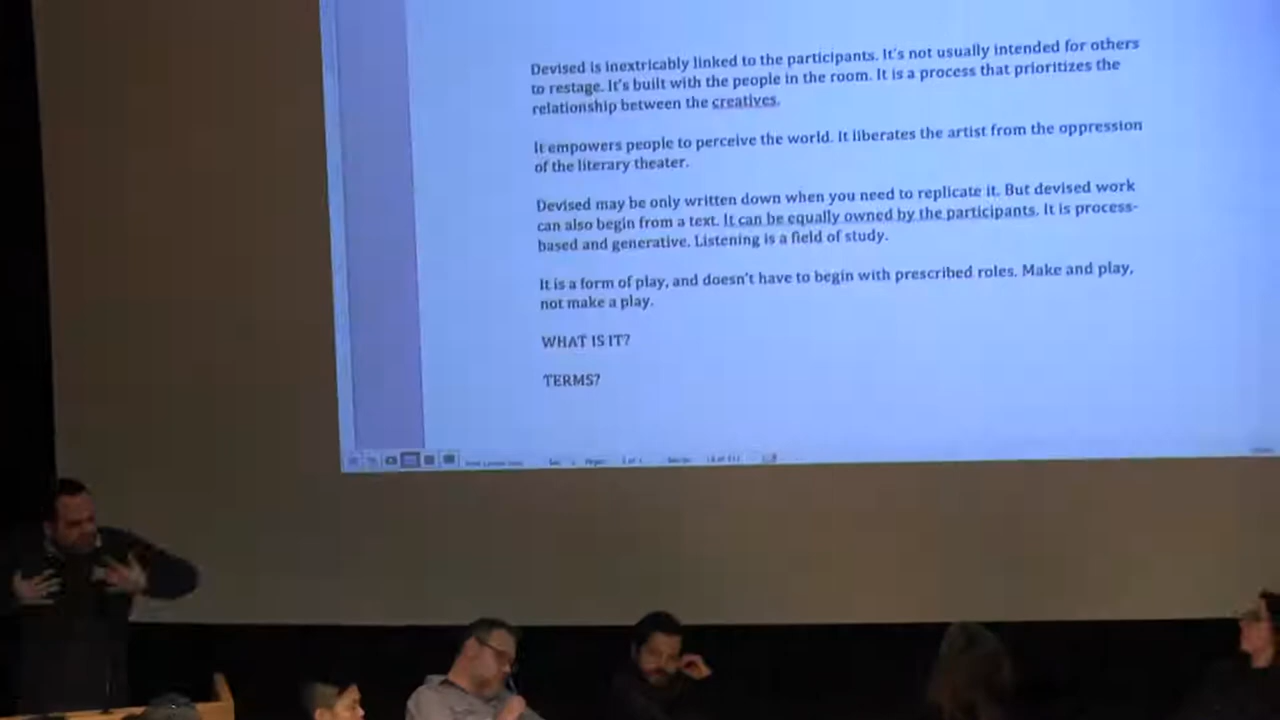 Devised is inextricably linked to the participants. It's not usually intended for others
to restage. It's built with the people in the room. It is a process that prioritizes the
relationship between the creatives.
It empowers people to perceive the world. It liberates the artist from the oppression
of the literary theater.
Devised may be only written down when you need to replicate it. But devised work
can also begin from a text. It can be equally owned by the participants. It is process-
based and generative. Listening is a field of study.
It is a form of play, and doesn't have to begin with prescribed roles. Make and play,
not make a play.
WHAT IS IT?
TERMS?